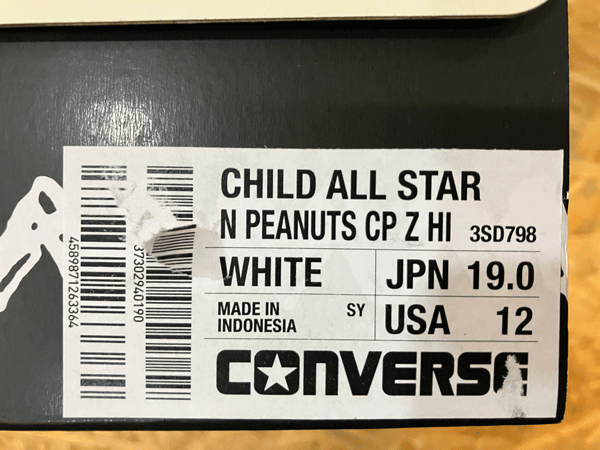 CHILD ALL STAR
N PEANUTS CP Z HI 3SD798
WHITE JPN 19.0
MADE IN INDONESIA SY USA 12
CONVERSE
4589871263364
37302940190